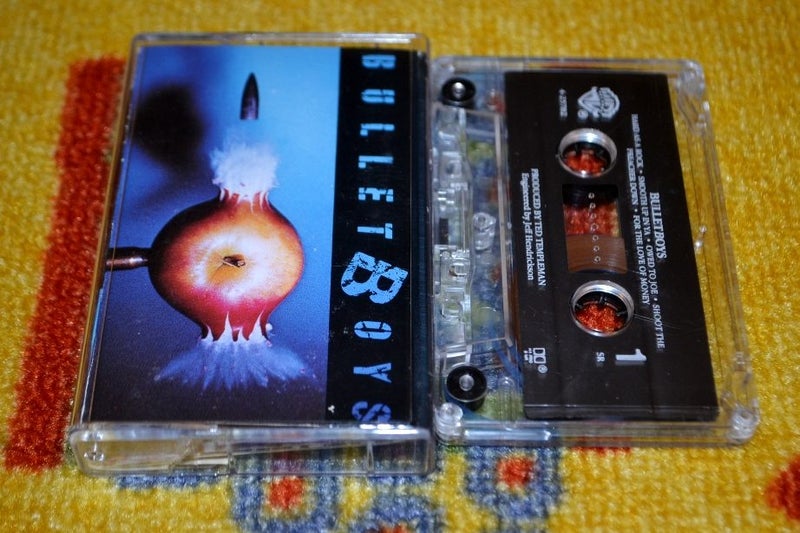 BULLETBOYS
BULLETBOYS
HARD AS A ROCK • SMOOTH UP IN YA • OWED TO JOE • SHOOT THE
PREACHER DOWN • FOR THE LOVE OF MONEY
PRODUCED BY TED TEMPLEMAN
Engineered by Jeff Hendrickson
1
SR